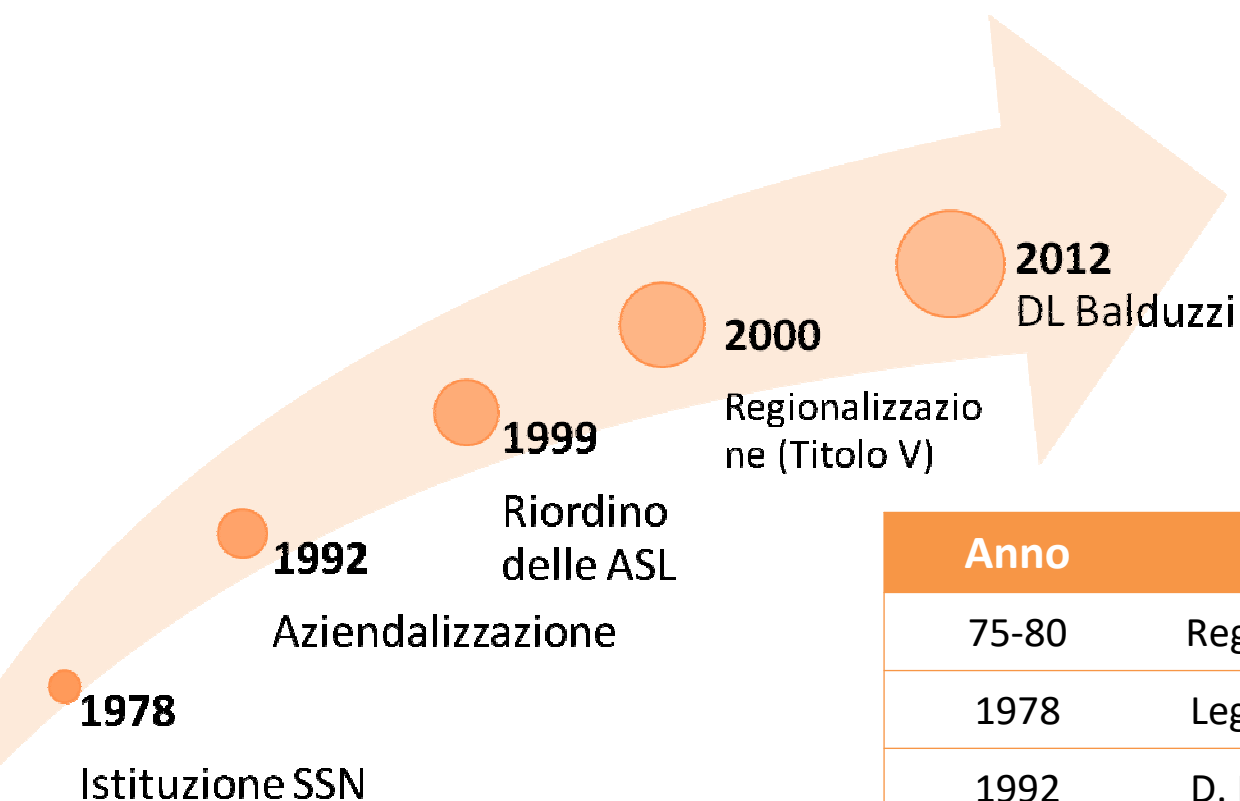 2012
DL Balduzzi
2000
Regionalizzazio
ne (Titolo V)
1999
Riordino
delle ASL
1992
Aziendalizzazione
1978
Istituzione SSN
Anno
75-80
1978
1992 D.